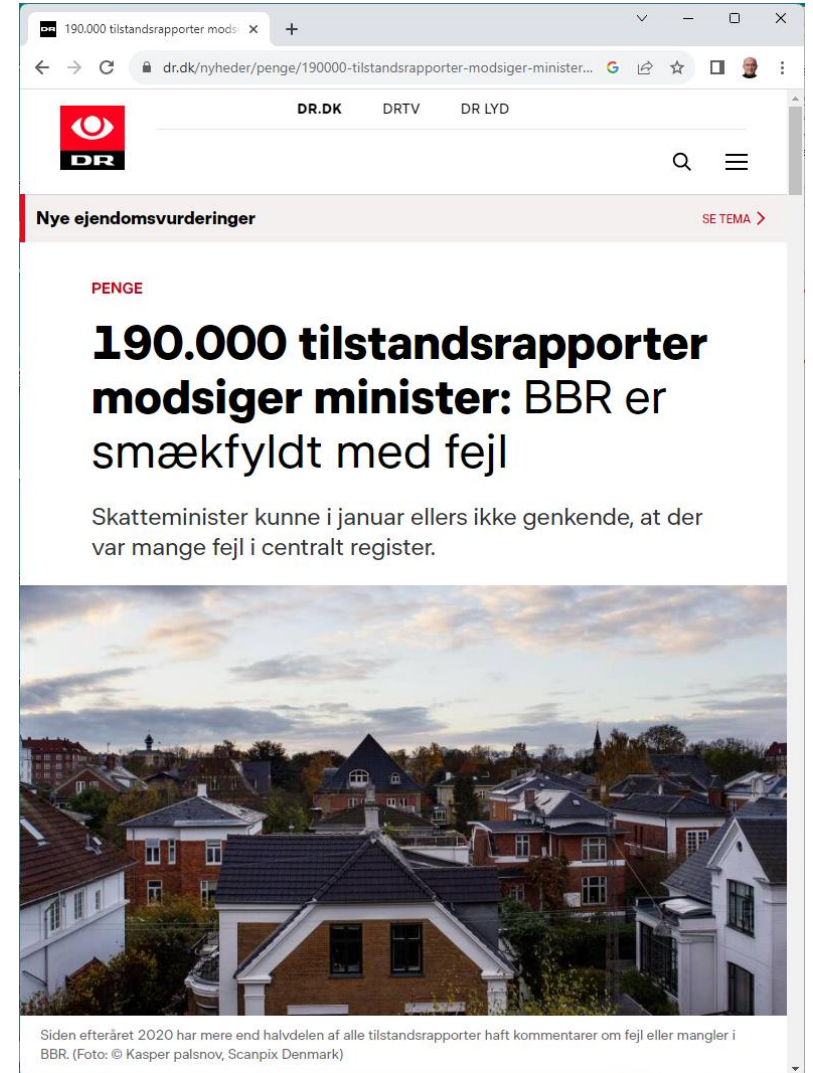 190.000 tilstandsrapporter mods
dr.dk/nyheder/penge/190000-tilstandsrapporter-modsiger-minister...
DR.DK DRTV DR LYD
DR
Nye ejendomsvurderinger SE TEMA
PENGE
190.000 tilstandsrapporter
modsiger minister: BBR er
smækfyldt med fejl
Skatteminister kunne i januar ellers ikke genkende, at der
var mange fejl i centralt register.
Siden efteråret 2020 har mere end halvdelen af alle tilstandsrapporter haft kommentarer om fejl eller mangler i
BBR. (Foto: © Kasper palsnov, Scanpix Denmark)